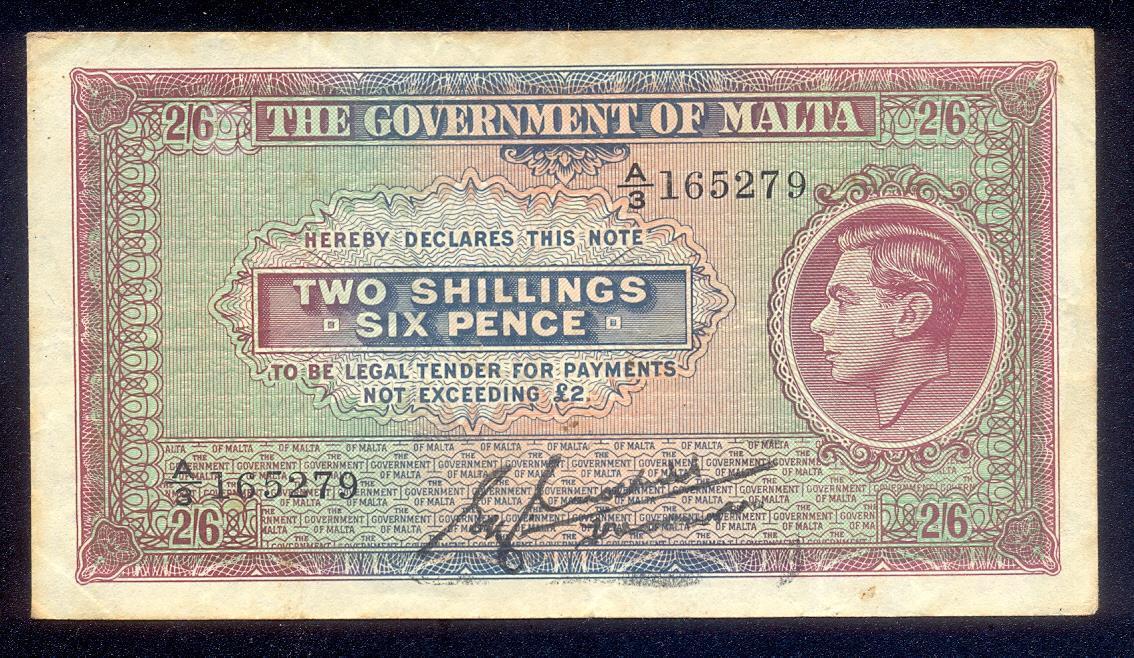 2/6 THE GOVERNMENT OF MALTA 2/6
A/3 165279
HEREBY DECLARES THIS NOTE
TWO SHILLINGS
SIX PENCE
TO BE LEGAL TENDER FOR PAYMENTS
NOT EXCEEDING £2.
A/3 165279
2/6 2/6